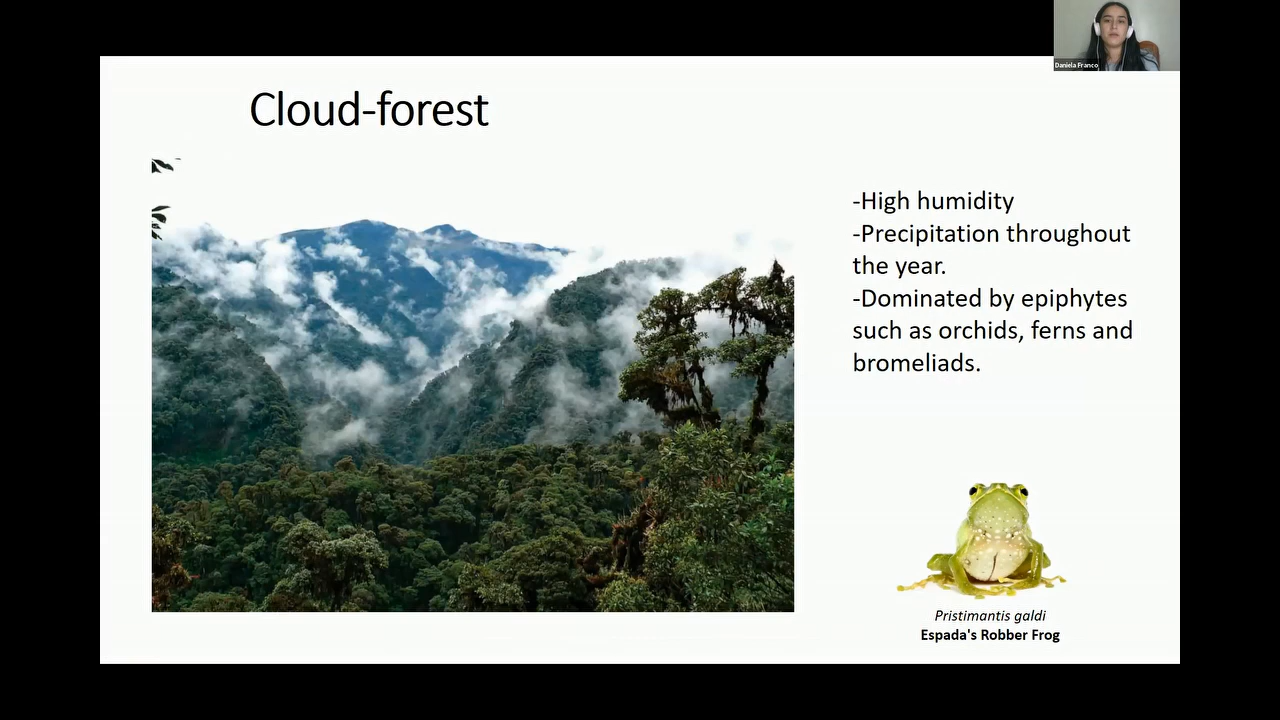 Daniela Franco
Cloud-forest
-High humidity
-Precipitation throughout
the year.
-Dominated by epiphytes
such as orchids, ferns and
bromeliads.
Pristimantis galdi
Espada's Robber Frog